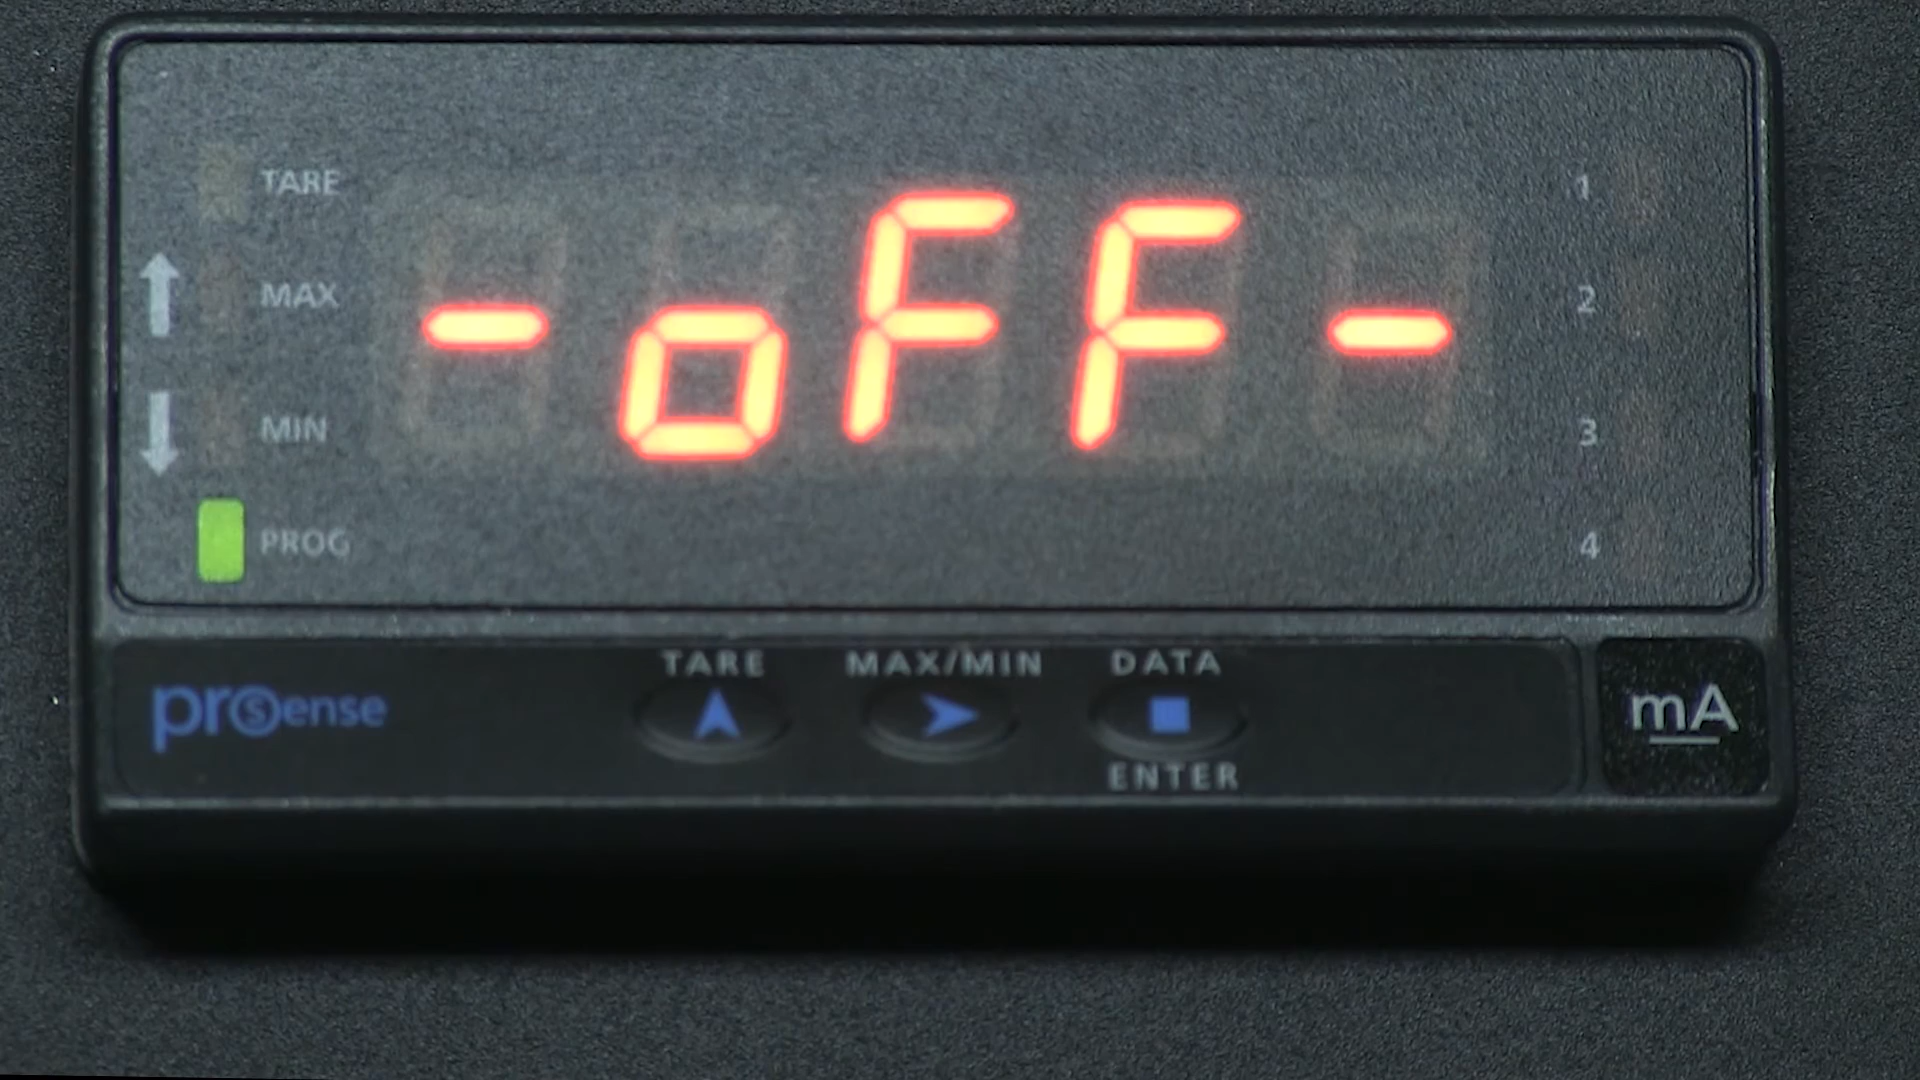 TARE
MAX
MIN
PROG
-oFF-
1
2
3
4
prosense
TARE
MAX/MIN
DATA
ENTER
mA